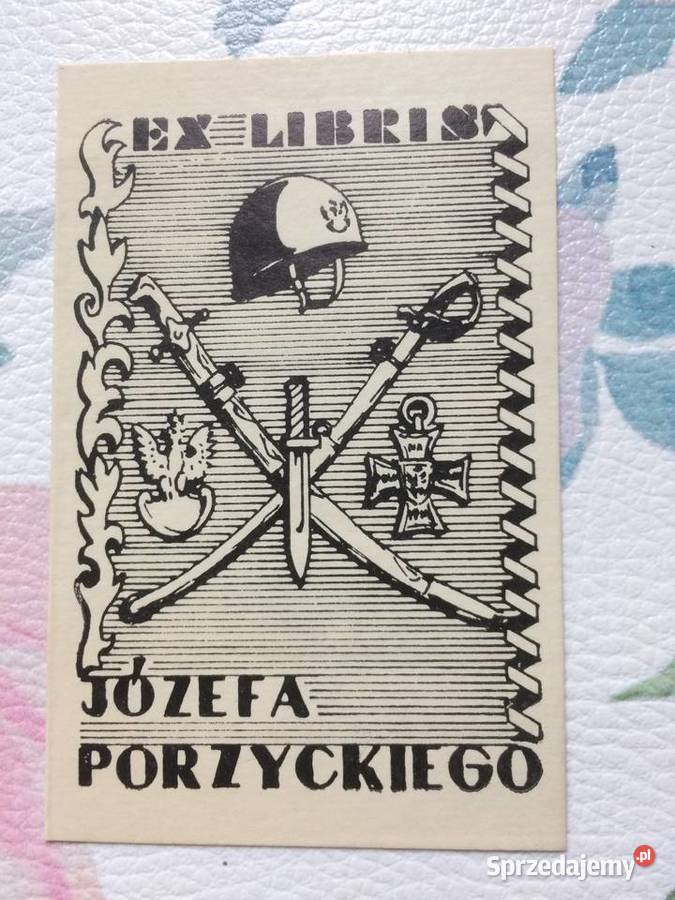 EX LIBRIS
JÓZEFA
PORZYCKIEGO
Sprzedajemy.pl